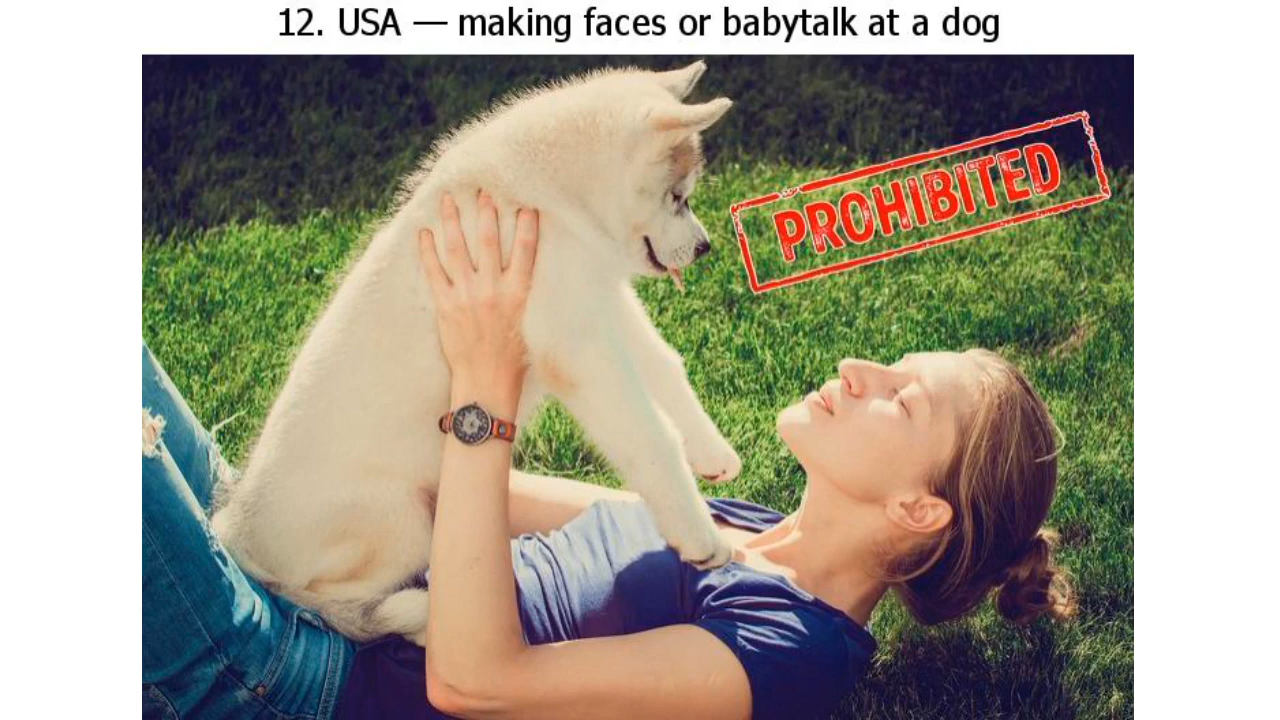 12. USA — making faces or babytalk at a dog
PROHIBITED